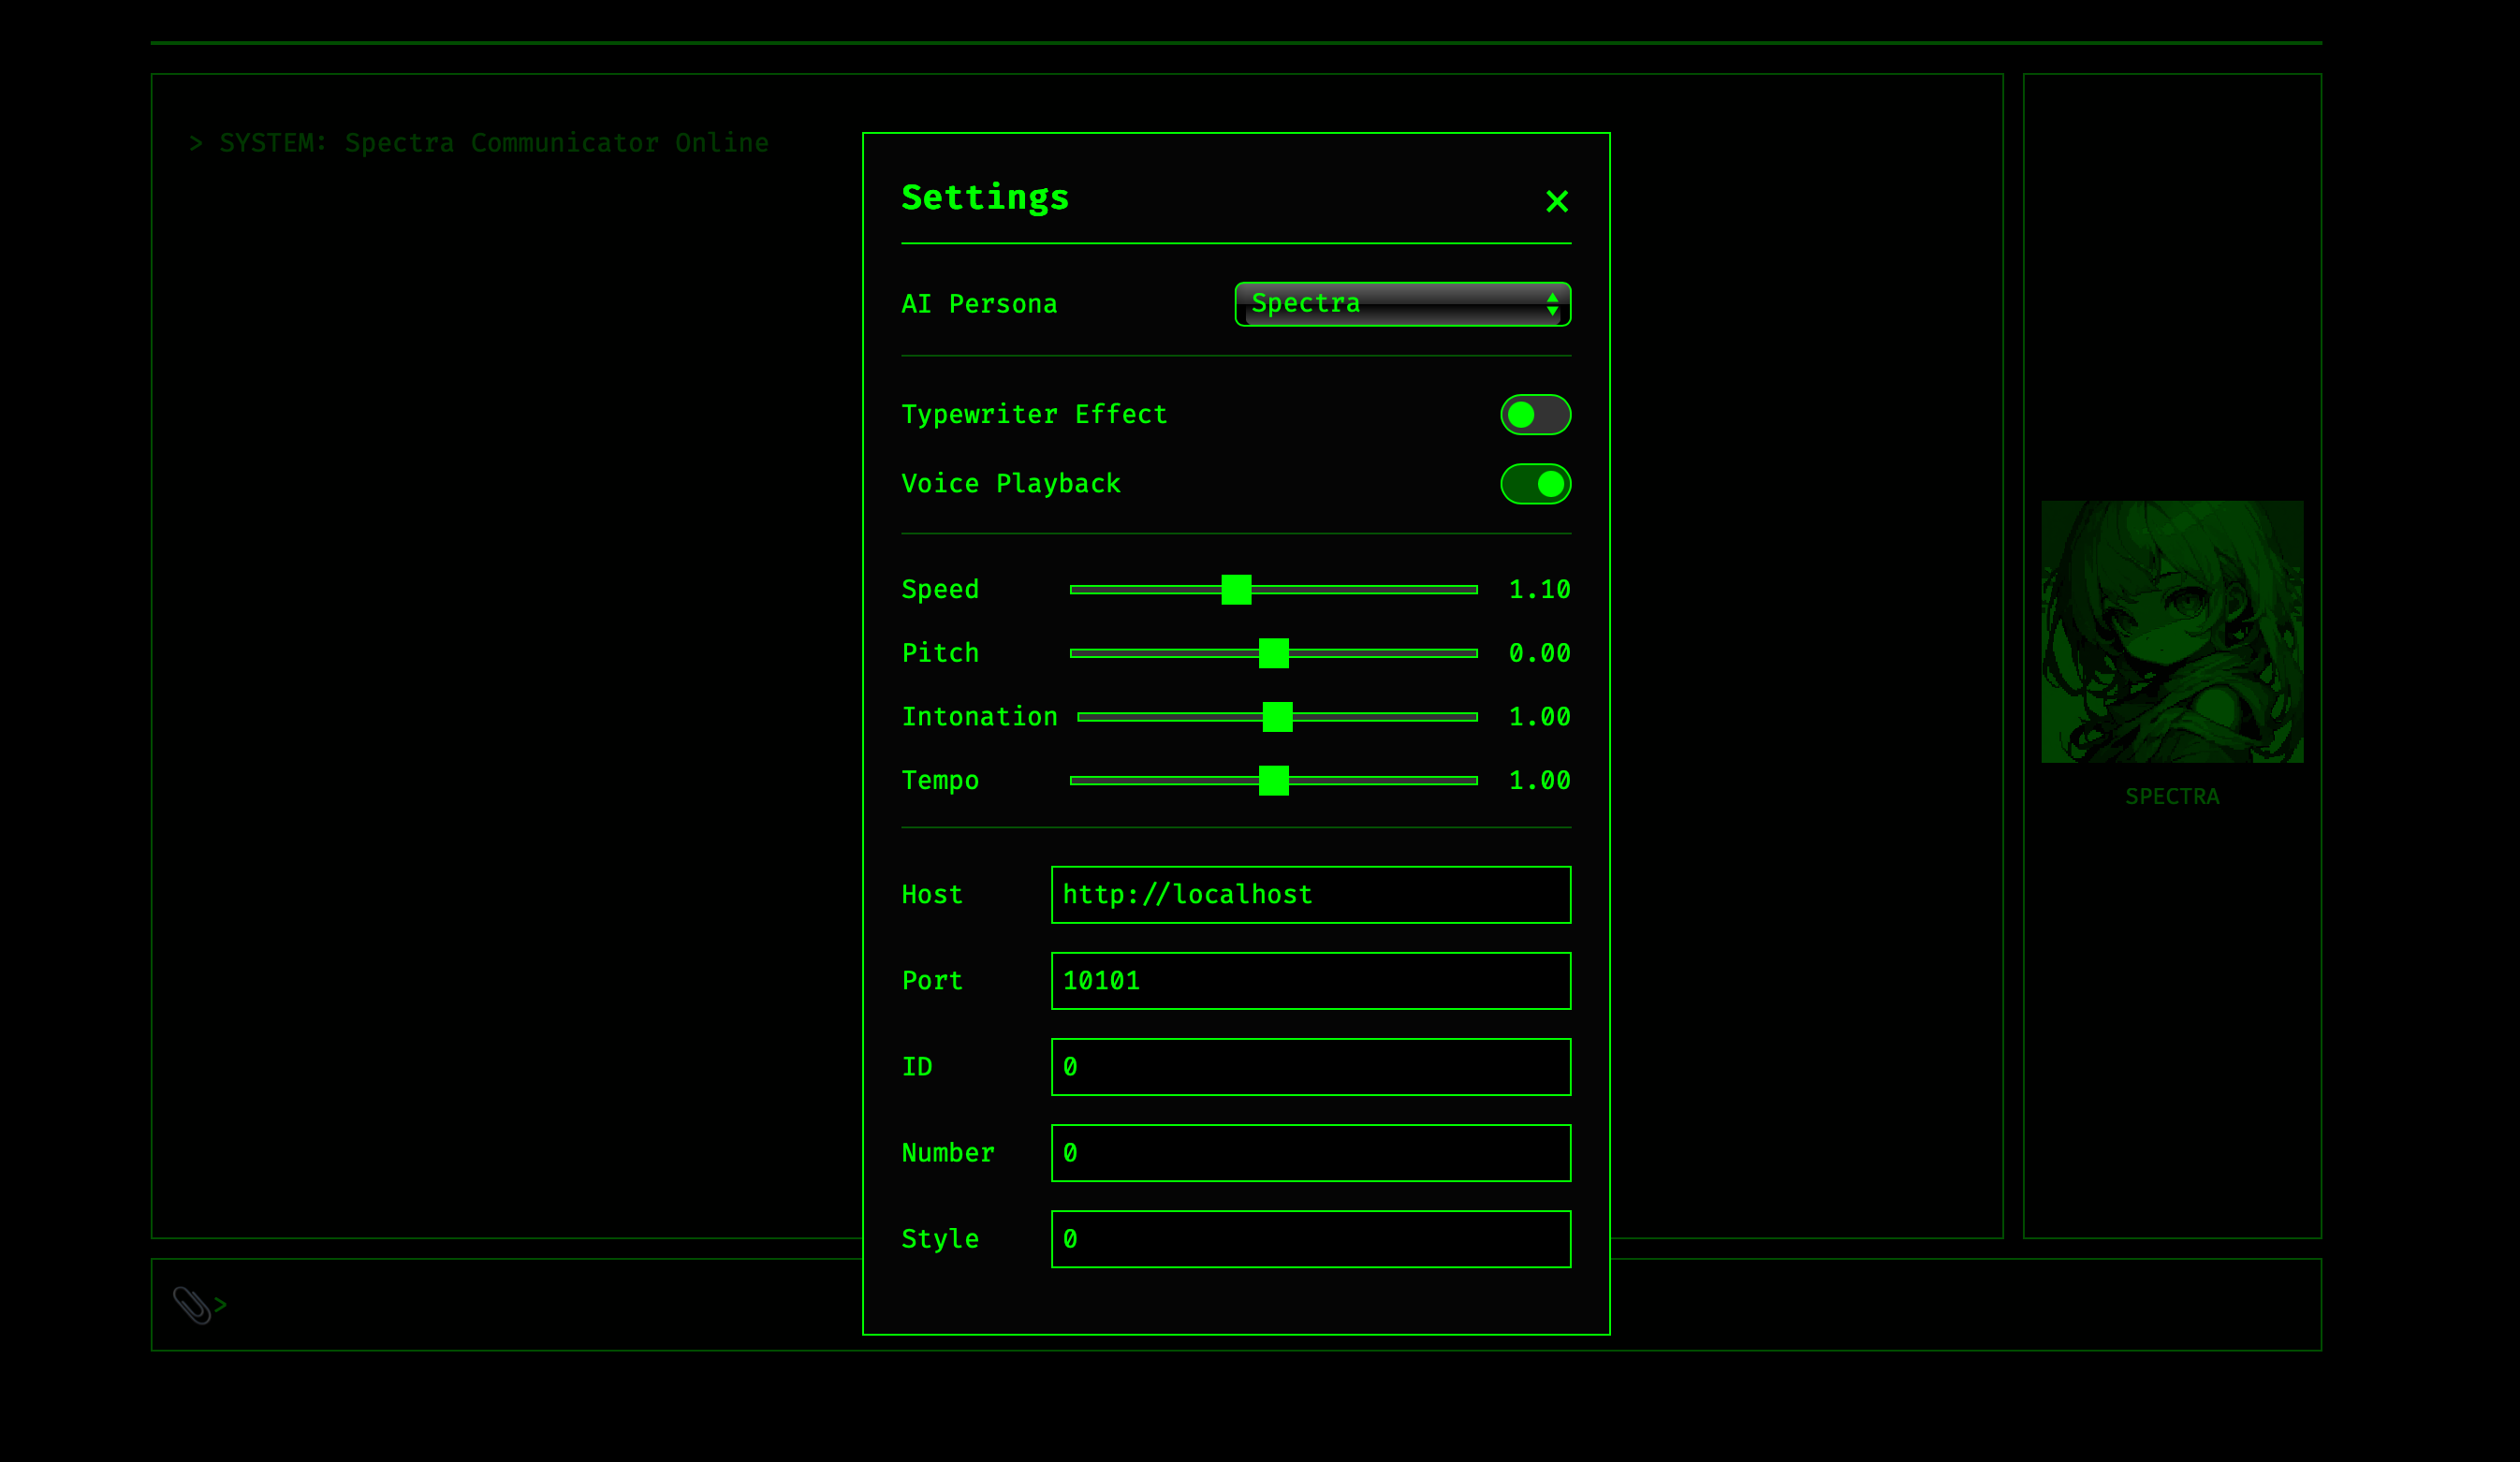 > SYSTEM: Spectra Communicator Online
Settings ×
AI Persona Spectra
Typewriter Effect
Voice Playback
Speed 1.10
Pitch 0.00
Intonation 1.00
Tempo 1.00
SPECTRA
Host http://localhost
Port 10101
ID 0
Number 0
Style 0
>